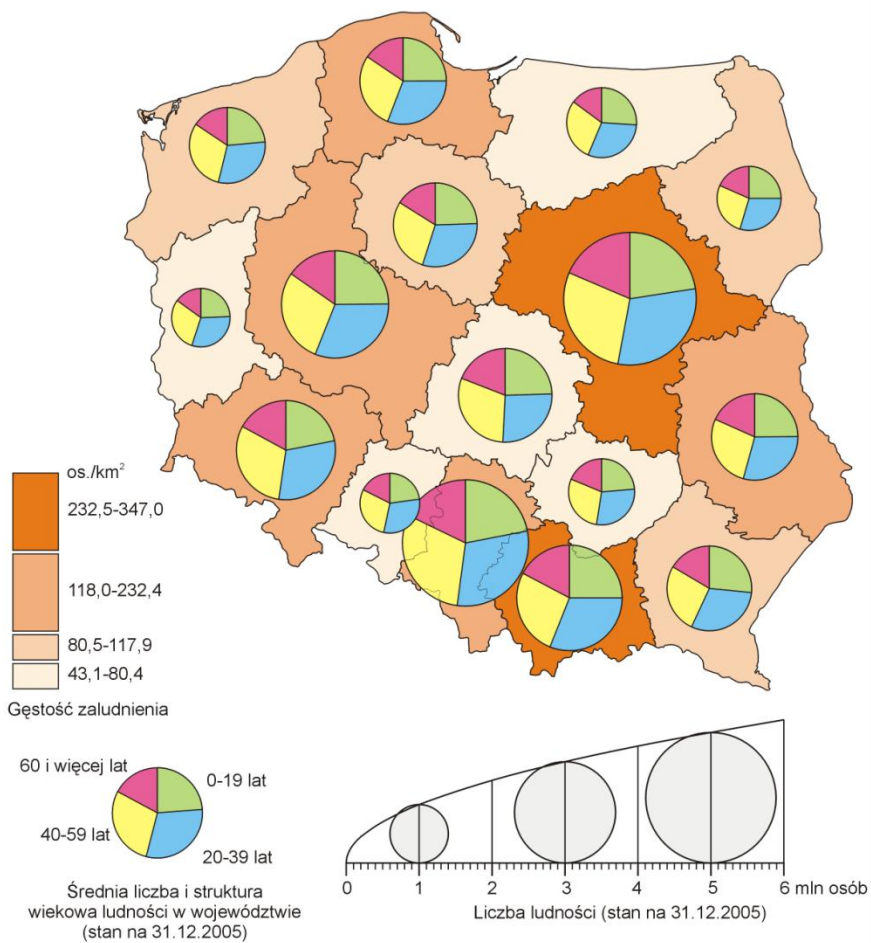 os./km²
232,5-347,0
118,0-232,4
80,5-117,9
43,1-80,4
Gęstość zaludnienia
60 i więcej lat
0-19 lat
40-59 lat
20-39 lat
Średnia liczba i struktura
wiekowa ludności w województwie
(stan na 31.12.2005)
0 1 2 3 4 5 6 mln osób
Liczba ludności (stan na 31.12.2005)